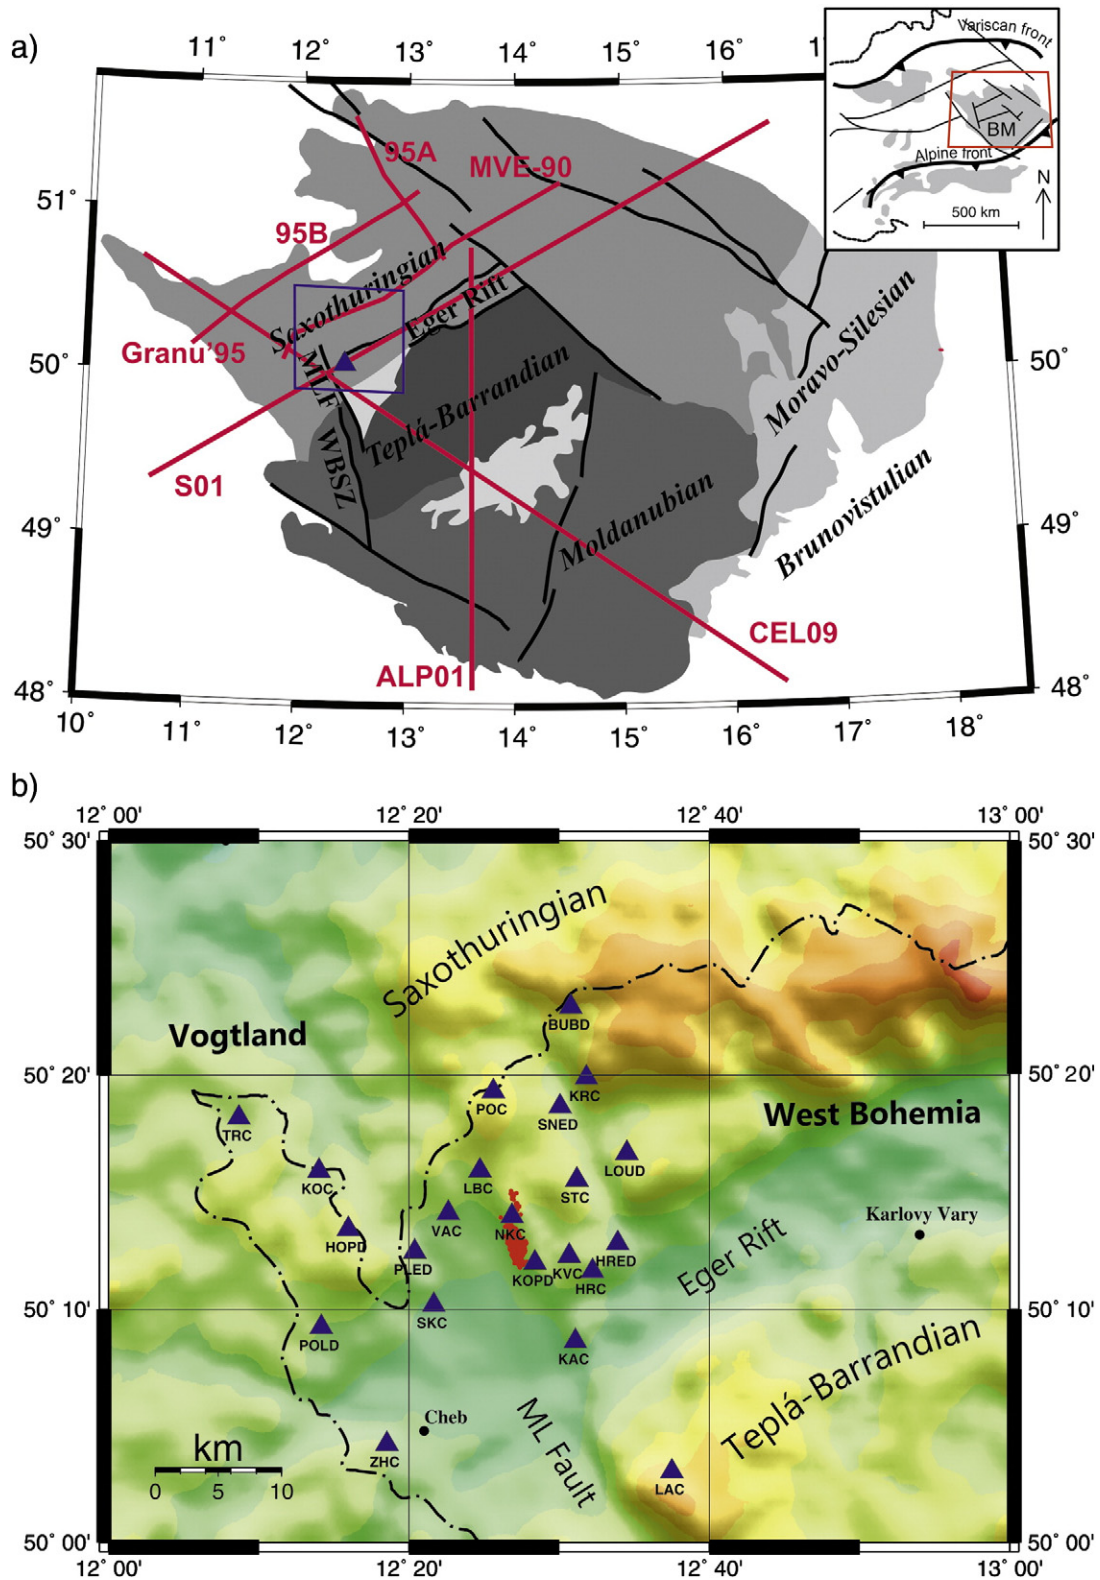 a)
11°
12°
13°
14°
15°
16°
Variscan front
BM
Alpine front
N
500 km
51°
50°
49°
48°
50°
49°
48°
95A
MVE-90
95B
Saxothuringian
Eger Rift
Granu'95
MLF
Teplá-Barrandian
Moravo-Silesian
WBSZ
S01
Moldanubian
Brunovistulian
CEL09
ALP01
10°
11°
12°
13°
14°
15°
16°
17°
18°
b)
12° 00'
12° 20'
12° 40'
13° 00'
50° 30'
50° 30'
Saxothuringian
Vogtland
BUBD
50° 20'
50° 20'
KRC
POC
SNED
West Bohemia
TRC
LOUD
KOC
LBC
STC
VAC
NKC
Karlovy Vary
HOPD
PLED
KOPD
KVC
HRED
HRC
Eger Rift
50° 10'
50° 10'
SKC
POLD
KAC
Teplá-Barrandian
Cheb
ML Fault
km
ZHC
LAC
0 5 10
50° 00'
50° 00'
12° 00'
12° 20'
12° 40'
13° 00'